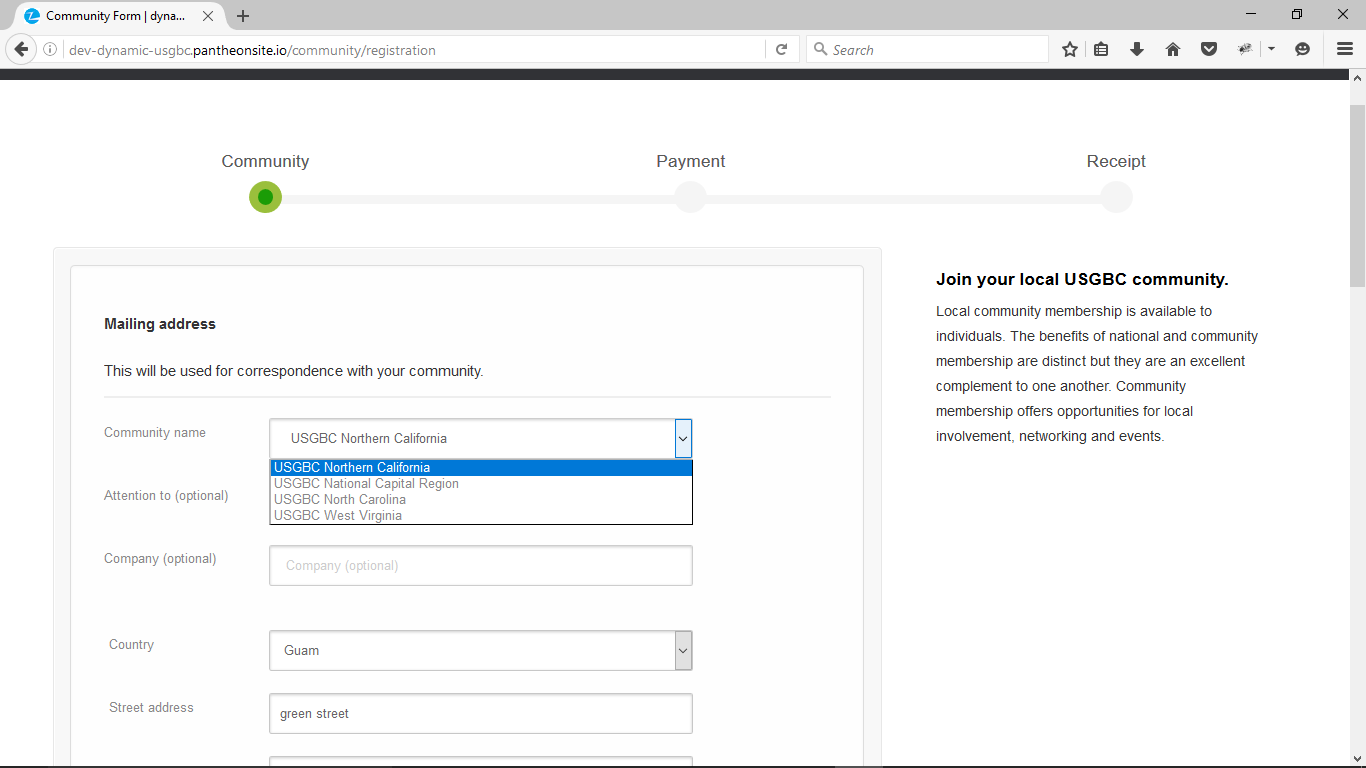 Community Form | dyna...
dev-dynamic-usgbc.pantheonsite.io/community/registration
Search
Community
Payment
Receipt
Mailing address
This will be used for correspondence with your community.
Community name
USGBC Northern California
USGBC Northern California
USGBC National Capital Region
USGBC North Carolina
USGBC West Virginia
Attention to (optional)
Company (optional)
Company (optional)
Country
Guam
Street address
green street
Join your local USGBC community.
Local community membership is available to
individuals. The benefits of national and community
membership are distinct but they are an excellent
complement to one another. Community
membership offers opportunities for local
involvement, networking and events.